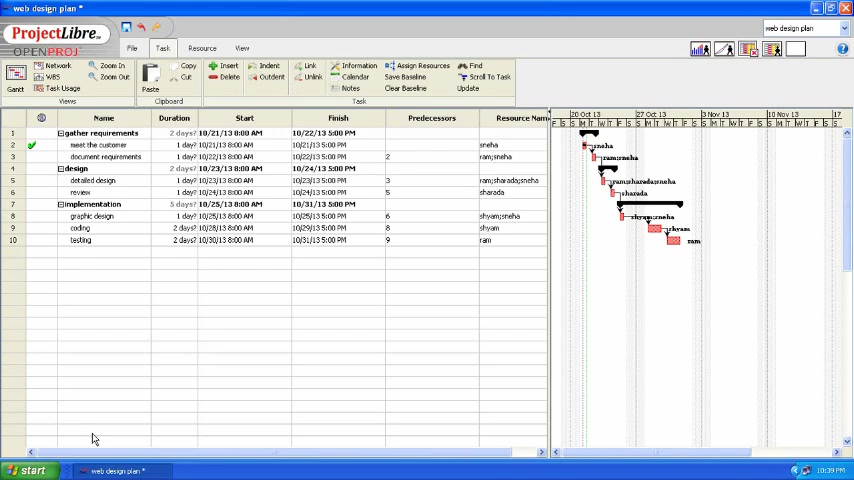 web design plan *
ProjectLibre
OPENPROJ
File Task Resource View
web design plan *
Gantt
Network
WBS
Task Usage
Zoom In
Zoom Out
Views
Paste
Copy
Cut
Clipboard
Insert
Delete
Indent
Outdent
Link
Unlink
Information
Calendar
Notes
Assign Resources
Save Baseline
Clear Baseline
Find
Scroll To Task
Update
Task
Name Duration Start Finish Predecessors Resource Nam
1 gather requirements 2 days? 10/21/13 8:00 AM 10/22/13 5:00 PM
2 meet the customer 1 day? 10/21/13 8:00 AM 10/21/13 5:00 PM sneha
3 document requirements 1 day? 10/22/13 8:00 AM 10/22/13 5:00 PM 2 ram;sneha
4 design 2 days? 10/23/13 8:00 AM 10/24/13 5:00 PM
5 detailed design 1 day? 10/23/13 8:00 AM 10/23/13 5:00 PM 3 ram;sharada;sneha
6 review 1 day? 10/24/13 8:00 AM 10/24/13 5:00 PM 5 sharada
7 implementation 5 days? 10/25/13 8:00 AM 10/31/13 5:00 PM
8 graphic design 1 day? 10/25/13 8:00 AM 10/25/13 5:00 PM 6 shyam;sneha
9 coding 2 days? 10/28/13 8:00 AM 10/29/13 5:00 PM 8 shyam
10 testing 2 days? 10/30/13 8:00 AM 10/31/13 5:00 PM 9 ram
20 Oct 13 27 Oct 13 3 Nov 13 10 Nov 13 17
F S S M T W T F S S M T W T F S S M T W T F S S M T W T F S S
sneha
ram;sneha
ram;sharada;sneha
sharada
shyam;sneha
shyam
ram
start
web design plan *
10:39 PM